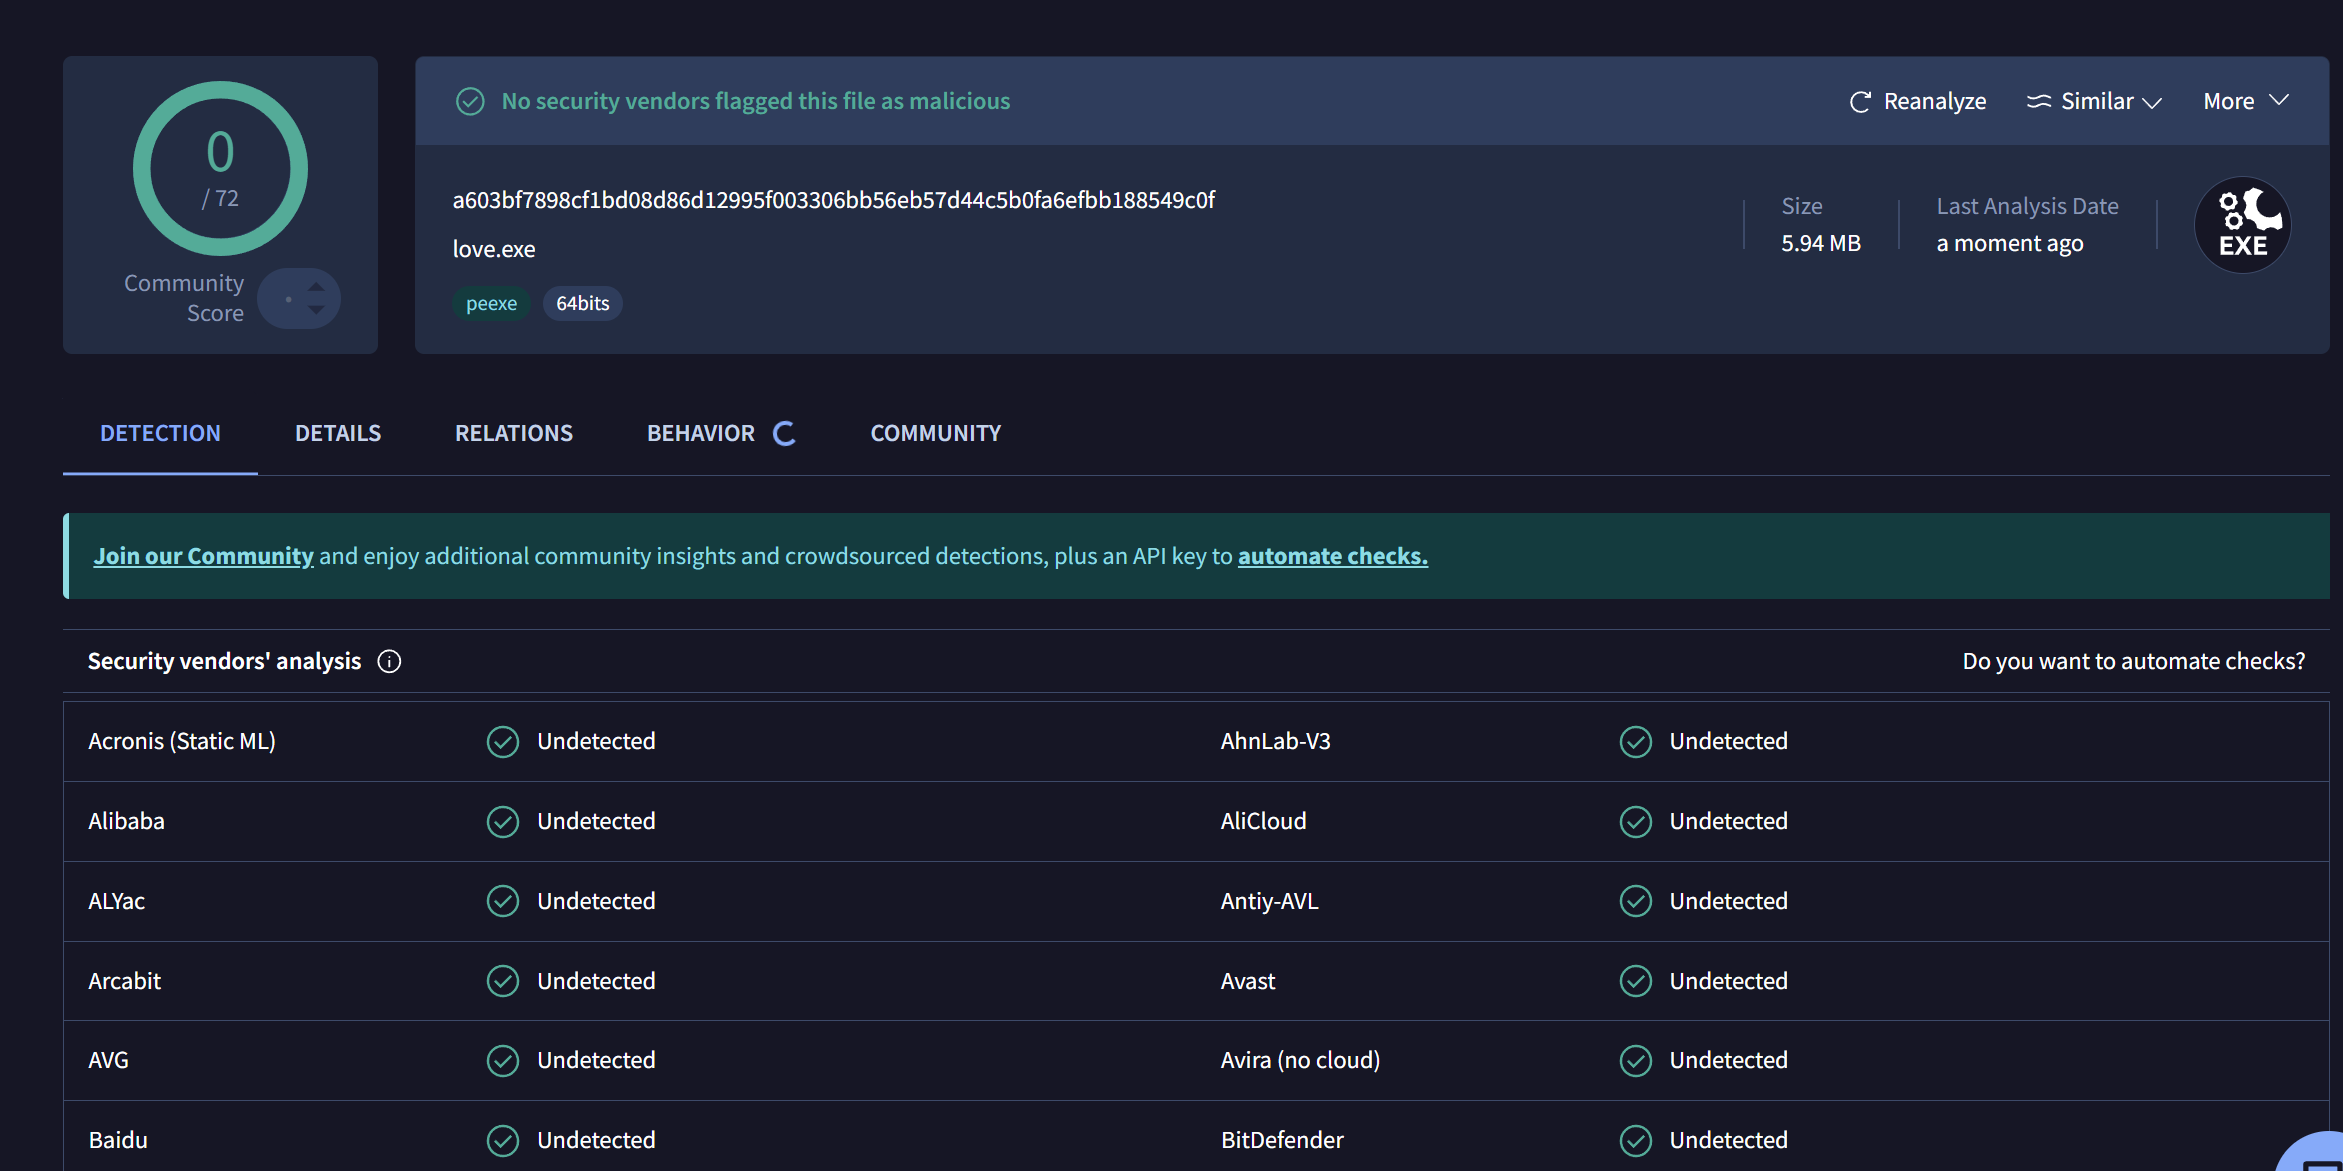 0
/ 72
Community
Score
No security vendors flagged this file as malicious
Reanalyze
Similar
More
a603bf7898cf1bd08d86d12995f003306bb56eb57d44c5b0fa6efbb188549c0f
love.exe
peexe
64bits
Size
5.94 MB
Last Analysis Date
a moment ago
EXE
DETECTION
DETAILS
RELATIONS
BEHAVIOR
COMMUNITY
Join our Community and enjoy additional community insights and crowdsourced detections, plus an API key to automate checks.
Security vendors' analysis
Do you want to automate checks?
Acronis (Static ML)
Undetected
AhnLab-V3
Undetected
Alibaba
Undetected
AliCloud
Undetected
ALYac
Undetected
Antiy-AVL
Undetected
Arcabit
Undetected
Avast
Undetected
AVG
Undetected
Avira (no cloud)
Undetected
Baidu
Undetected
BitDefender
Undetected